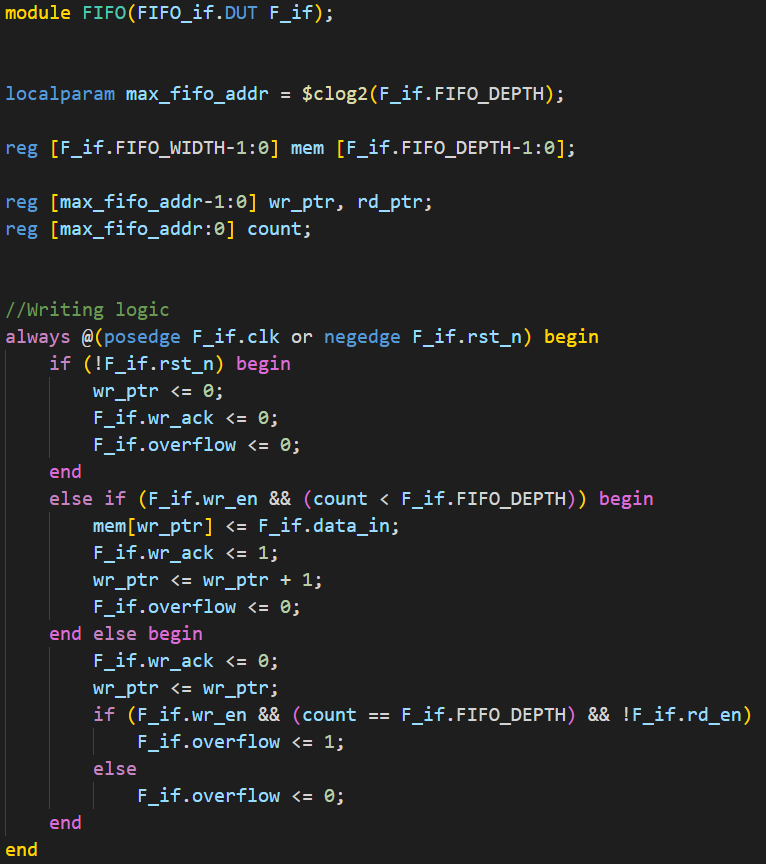 module FIFO(FIFO_if.DUT F_if);
localparam max_fifo_addr = $clog2(F_if.FIFO_DEPTH);
reg [F_if.FIFO_WIDTH-1:0] mem [F_if.FIFO_DEPTH-1:0];
reg [max_fifo_addr-1:0] wr_ptr, rd_ptr;
reg [max_fifo_addr:0] count;
//Writing logic
always @(posedge F_if.clk or negedge F_if.rst_n) begin
    if (!F_if.rst_n) begin
        wr_ptr <= 0;
        F_if.wr_ack <= 0;
        F_if.overflow <= 0;
    end
    else if (F_if.wr_en && (count < F_if.FIFO_DEPTH)) begin
        mem[wr_ptr] <= F_if.data_in;
        F_if.wr_ack <= 1;
        wr_ptr <= wr_ptr + 1;
        F_if.overflow <= 0;
    end else begin
        F_if.wr_ack <= 0;
        wr_ptr <= wr_ptr;
        if (F_if.wr_en && (count == F_if.FIFO_DEPTH) && !F_if.rd_en)
            F_if.overflow <= 1;
        else
            F_if.overflow <= 0;
    end
end